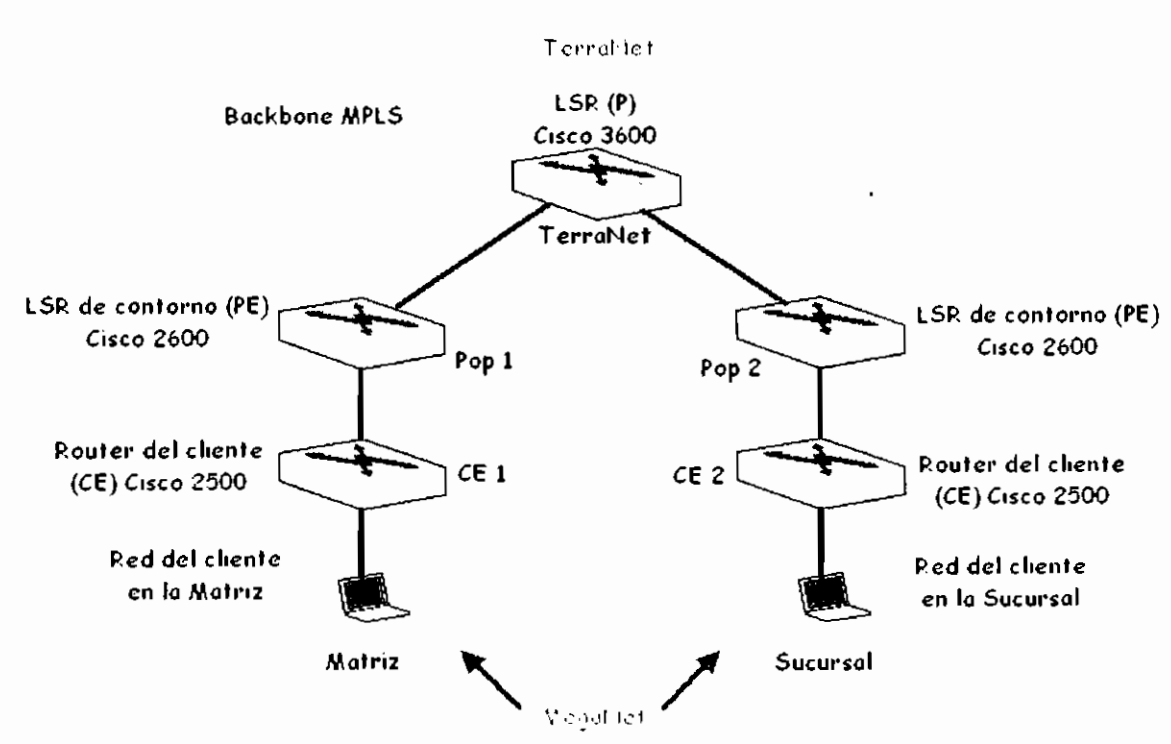 TerraNet
Backbone MPLS
LSR (P)
Cisco 3600
TerraNet
LSR de contorno (PE)
Cisco 2600
Pop 1
LSR de contorno (PE)
Cisco 2600
Pop 2
Router del cliente
(CE) Cisco 2500
CE 1
CE 2
Router del cliente
(CE) Cisco 2500
Red del cliente
en la Matriz
Red del cliente
en la Sucursal
Matriz
Sucursal
MegaNet